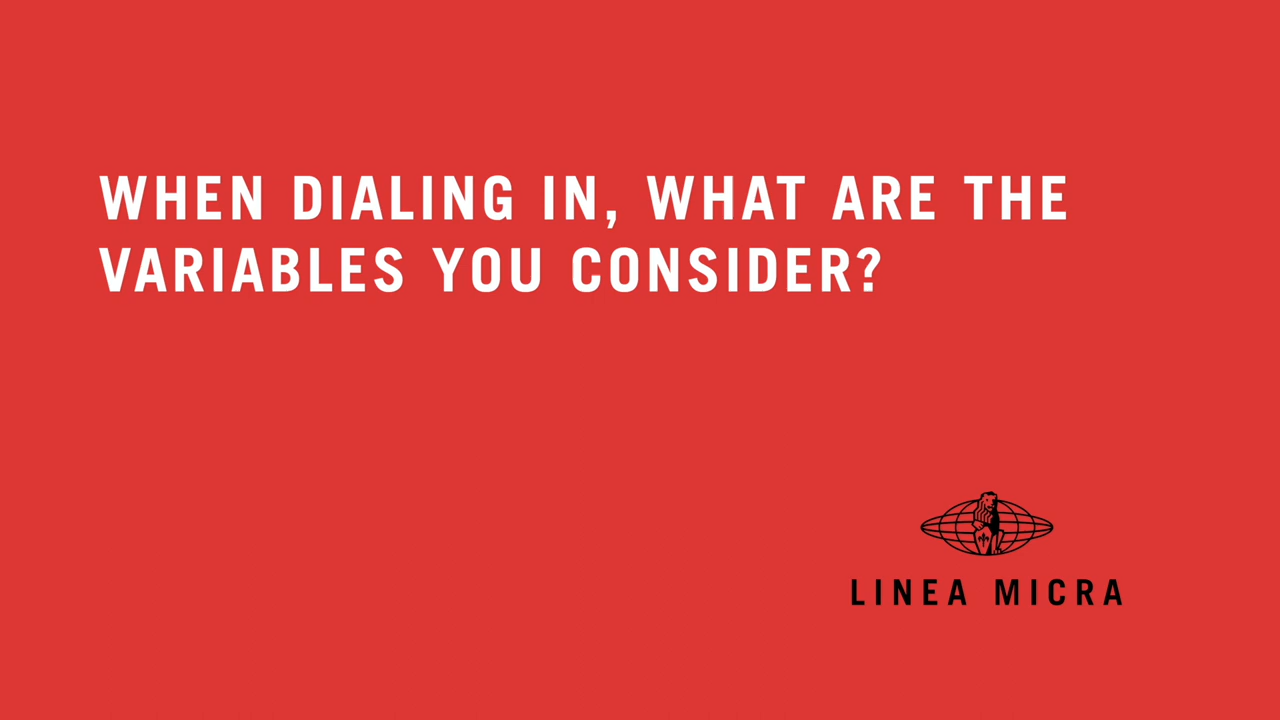 WHEN DIALING IN, WHAT ARE THE
VARIABLES YOU CONSIDER?
LINEA MICRA